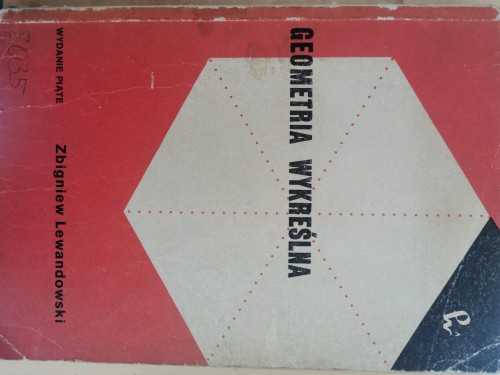 GEOMETRIA WYKREŚLNA
WYDANIE PIĄTE Zbigniew Lewandowski